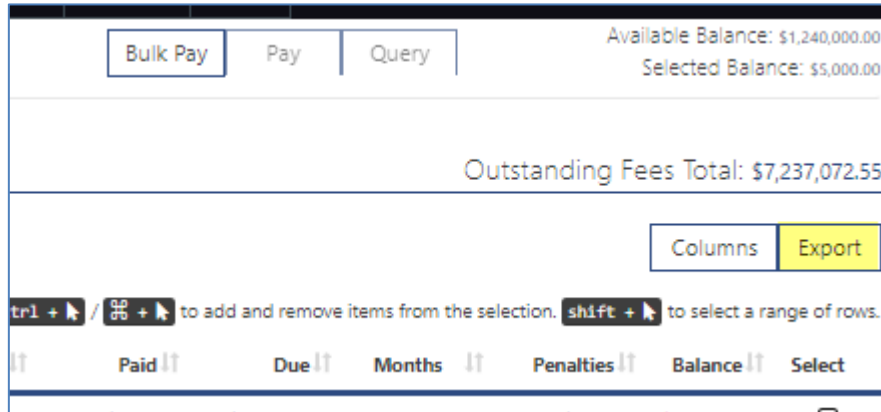 Bulk Pay Pay Query
Available Balance: $1,240,000.00
Selected Balance: $5,000.00
Outstanding Fees Total: $7,237,072.55
Columns Export
trl + / ⌘ + to add and remove items from the selection. shift + to select a range of rows.
Paid Due Months Penalties Balance Select